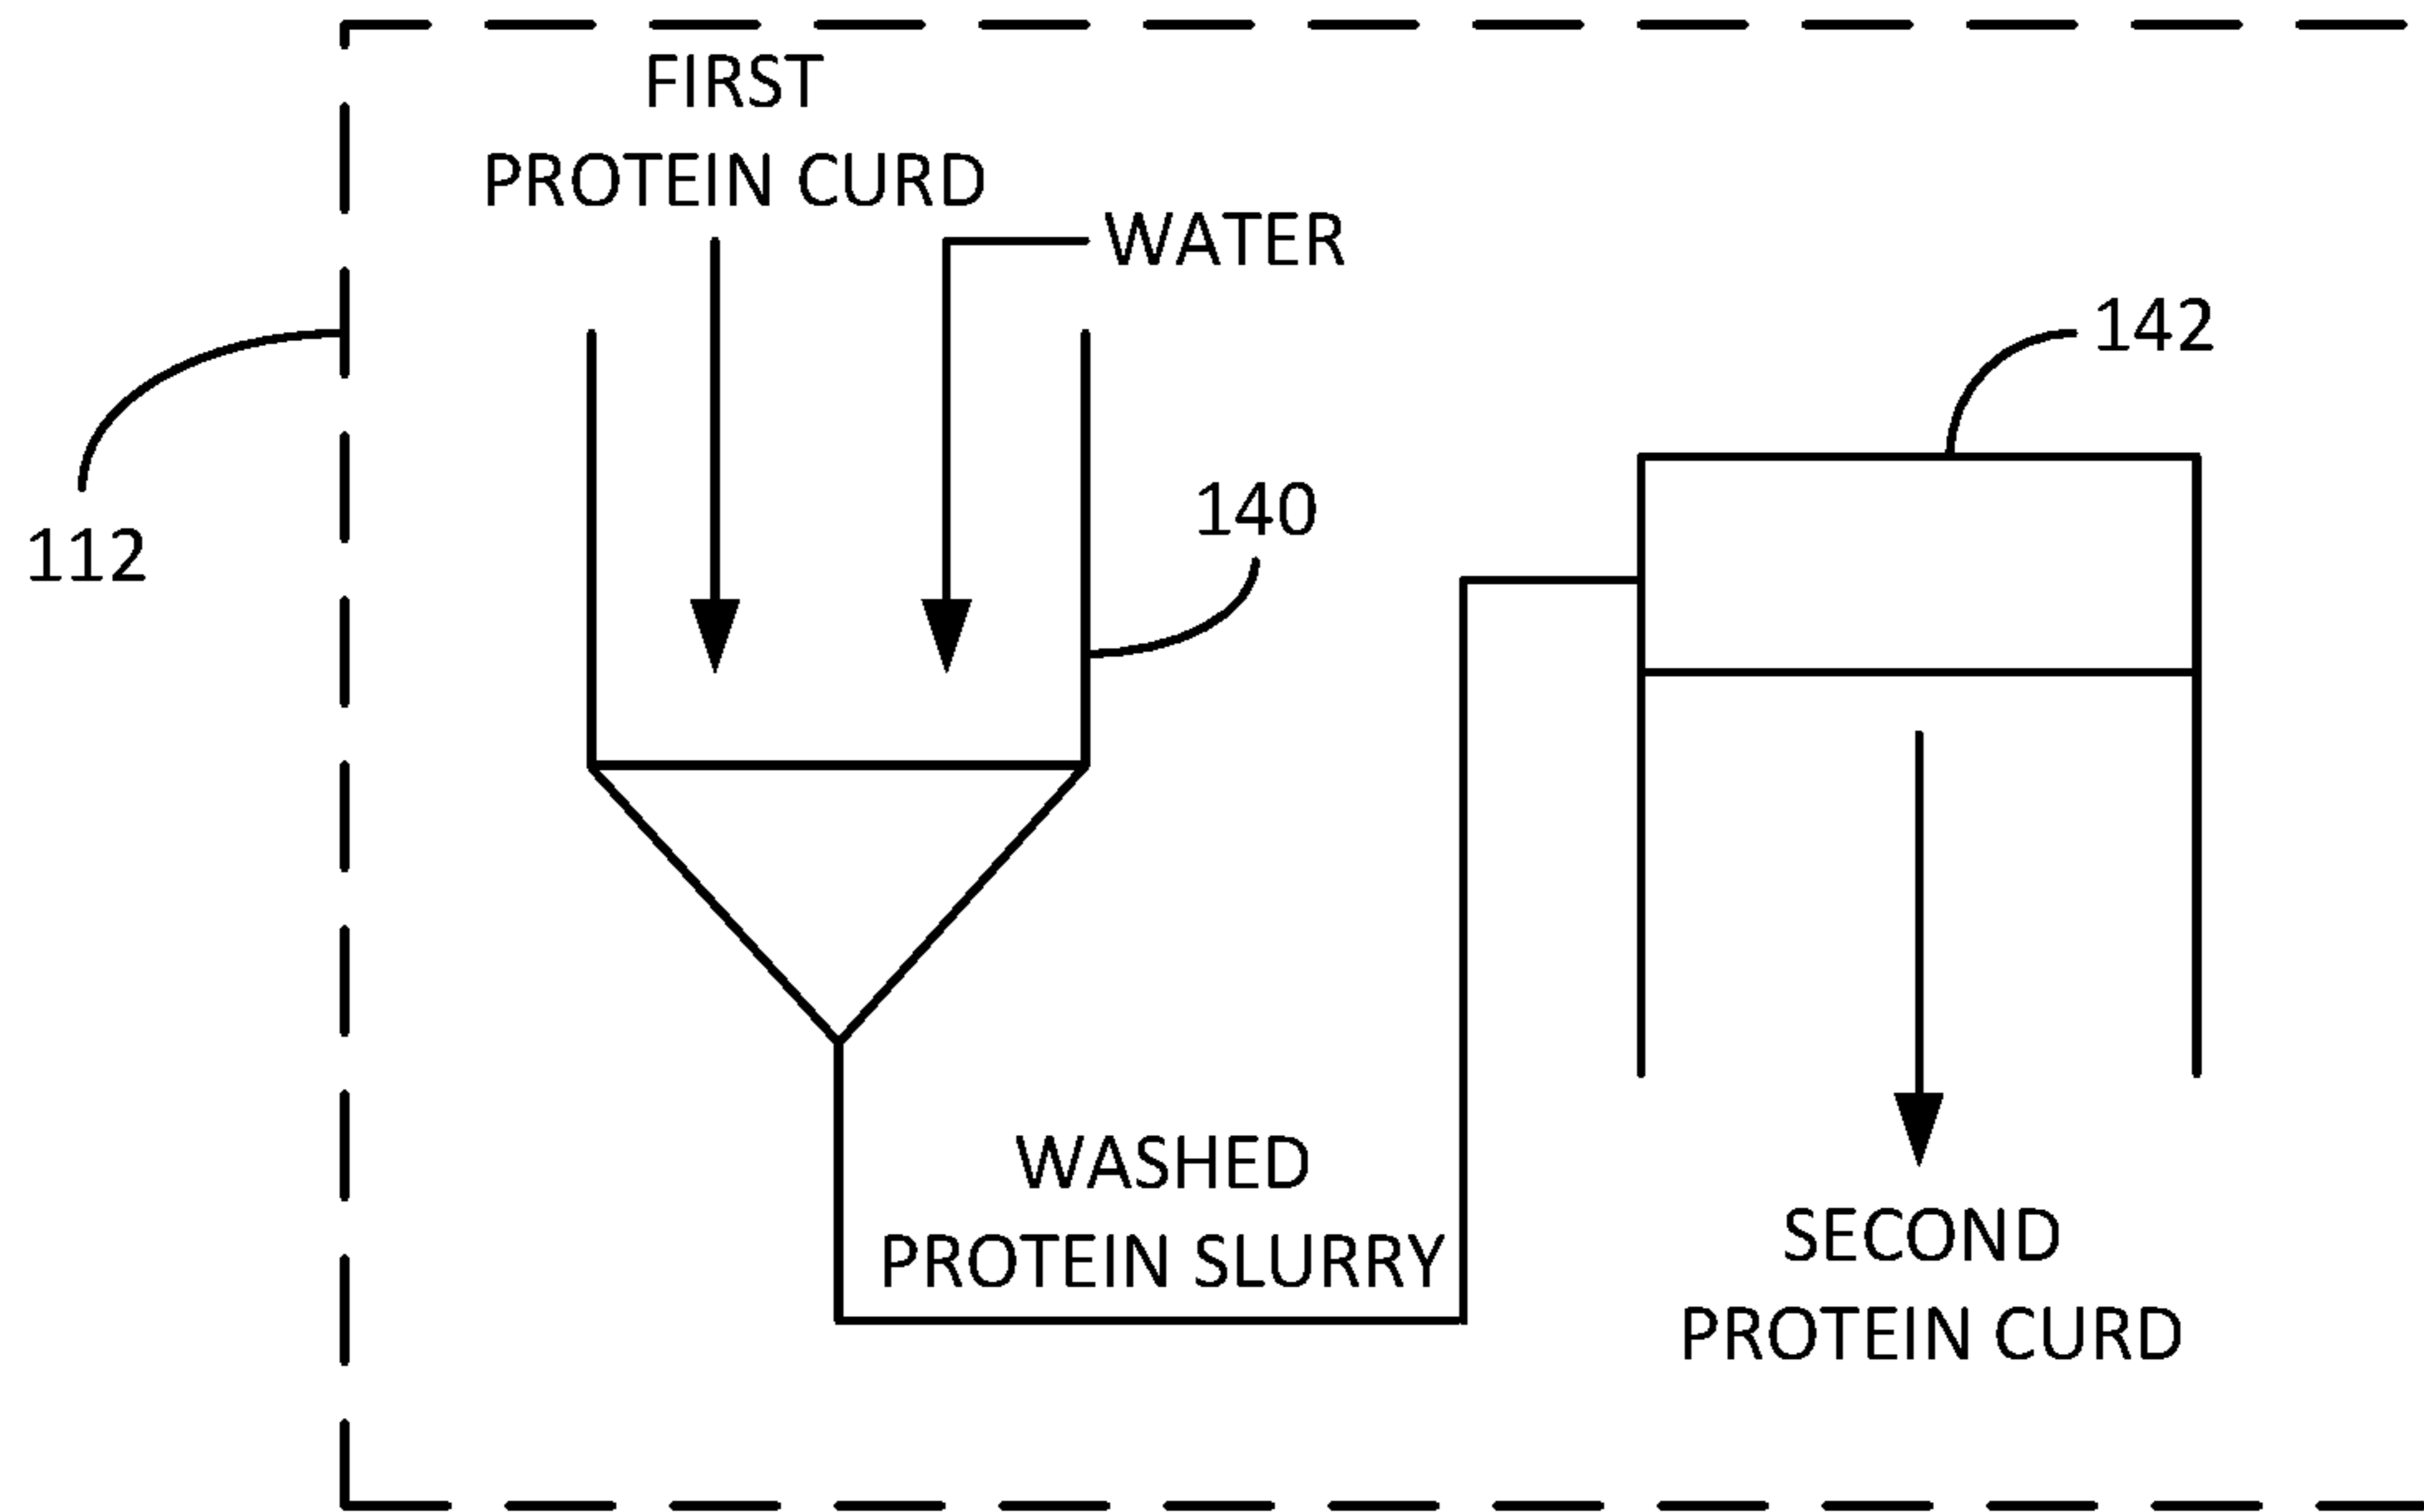 FIRST
PROTEIN CURD
WATER
142
140
112
WASHED
PROTEIN SLURRY
SECOND
PROTEIN CURD